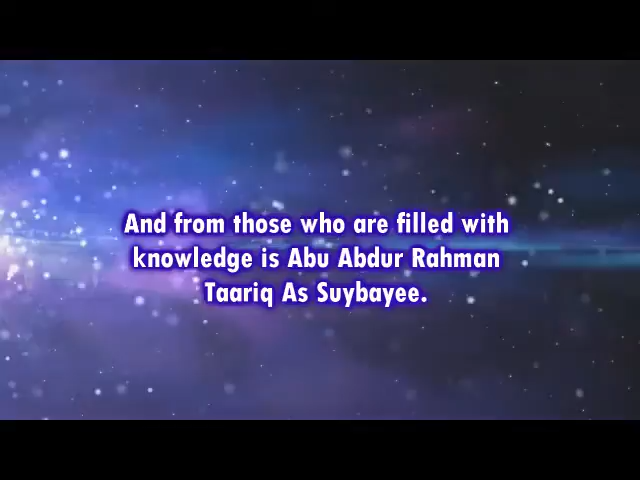 And from those who are filled with
knowledge is Abu Abdur Rahman
Taariq As Suybayee.